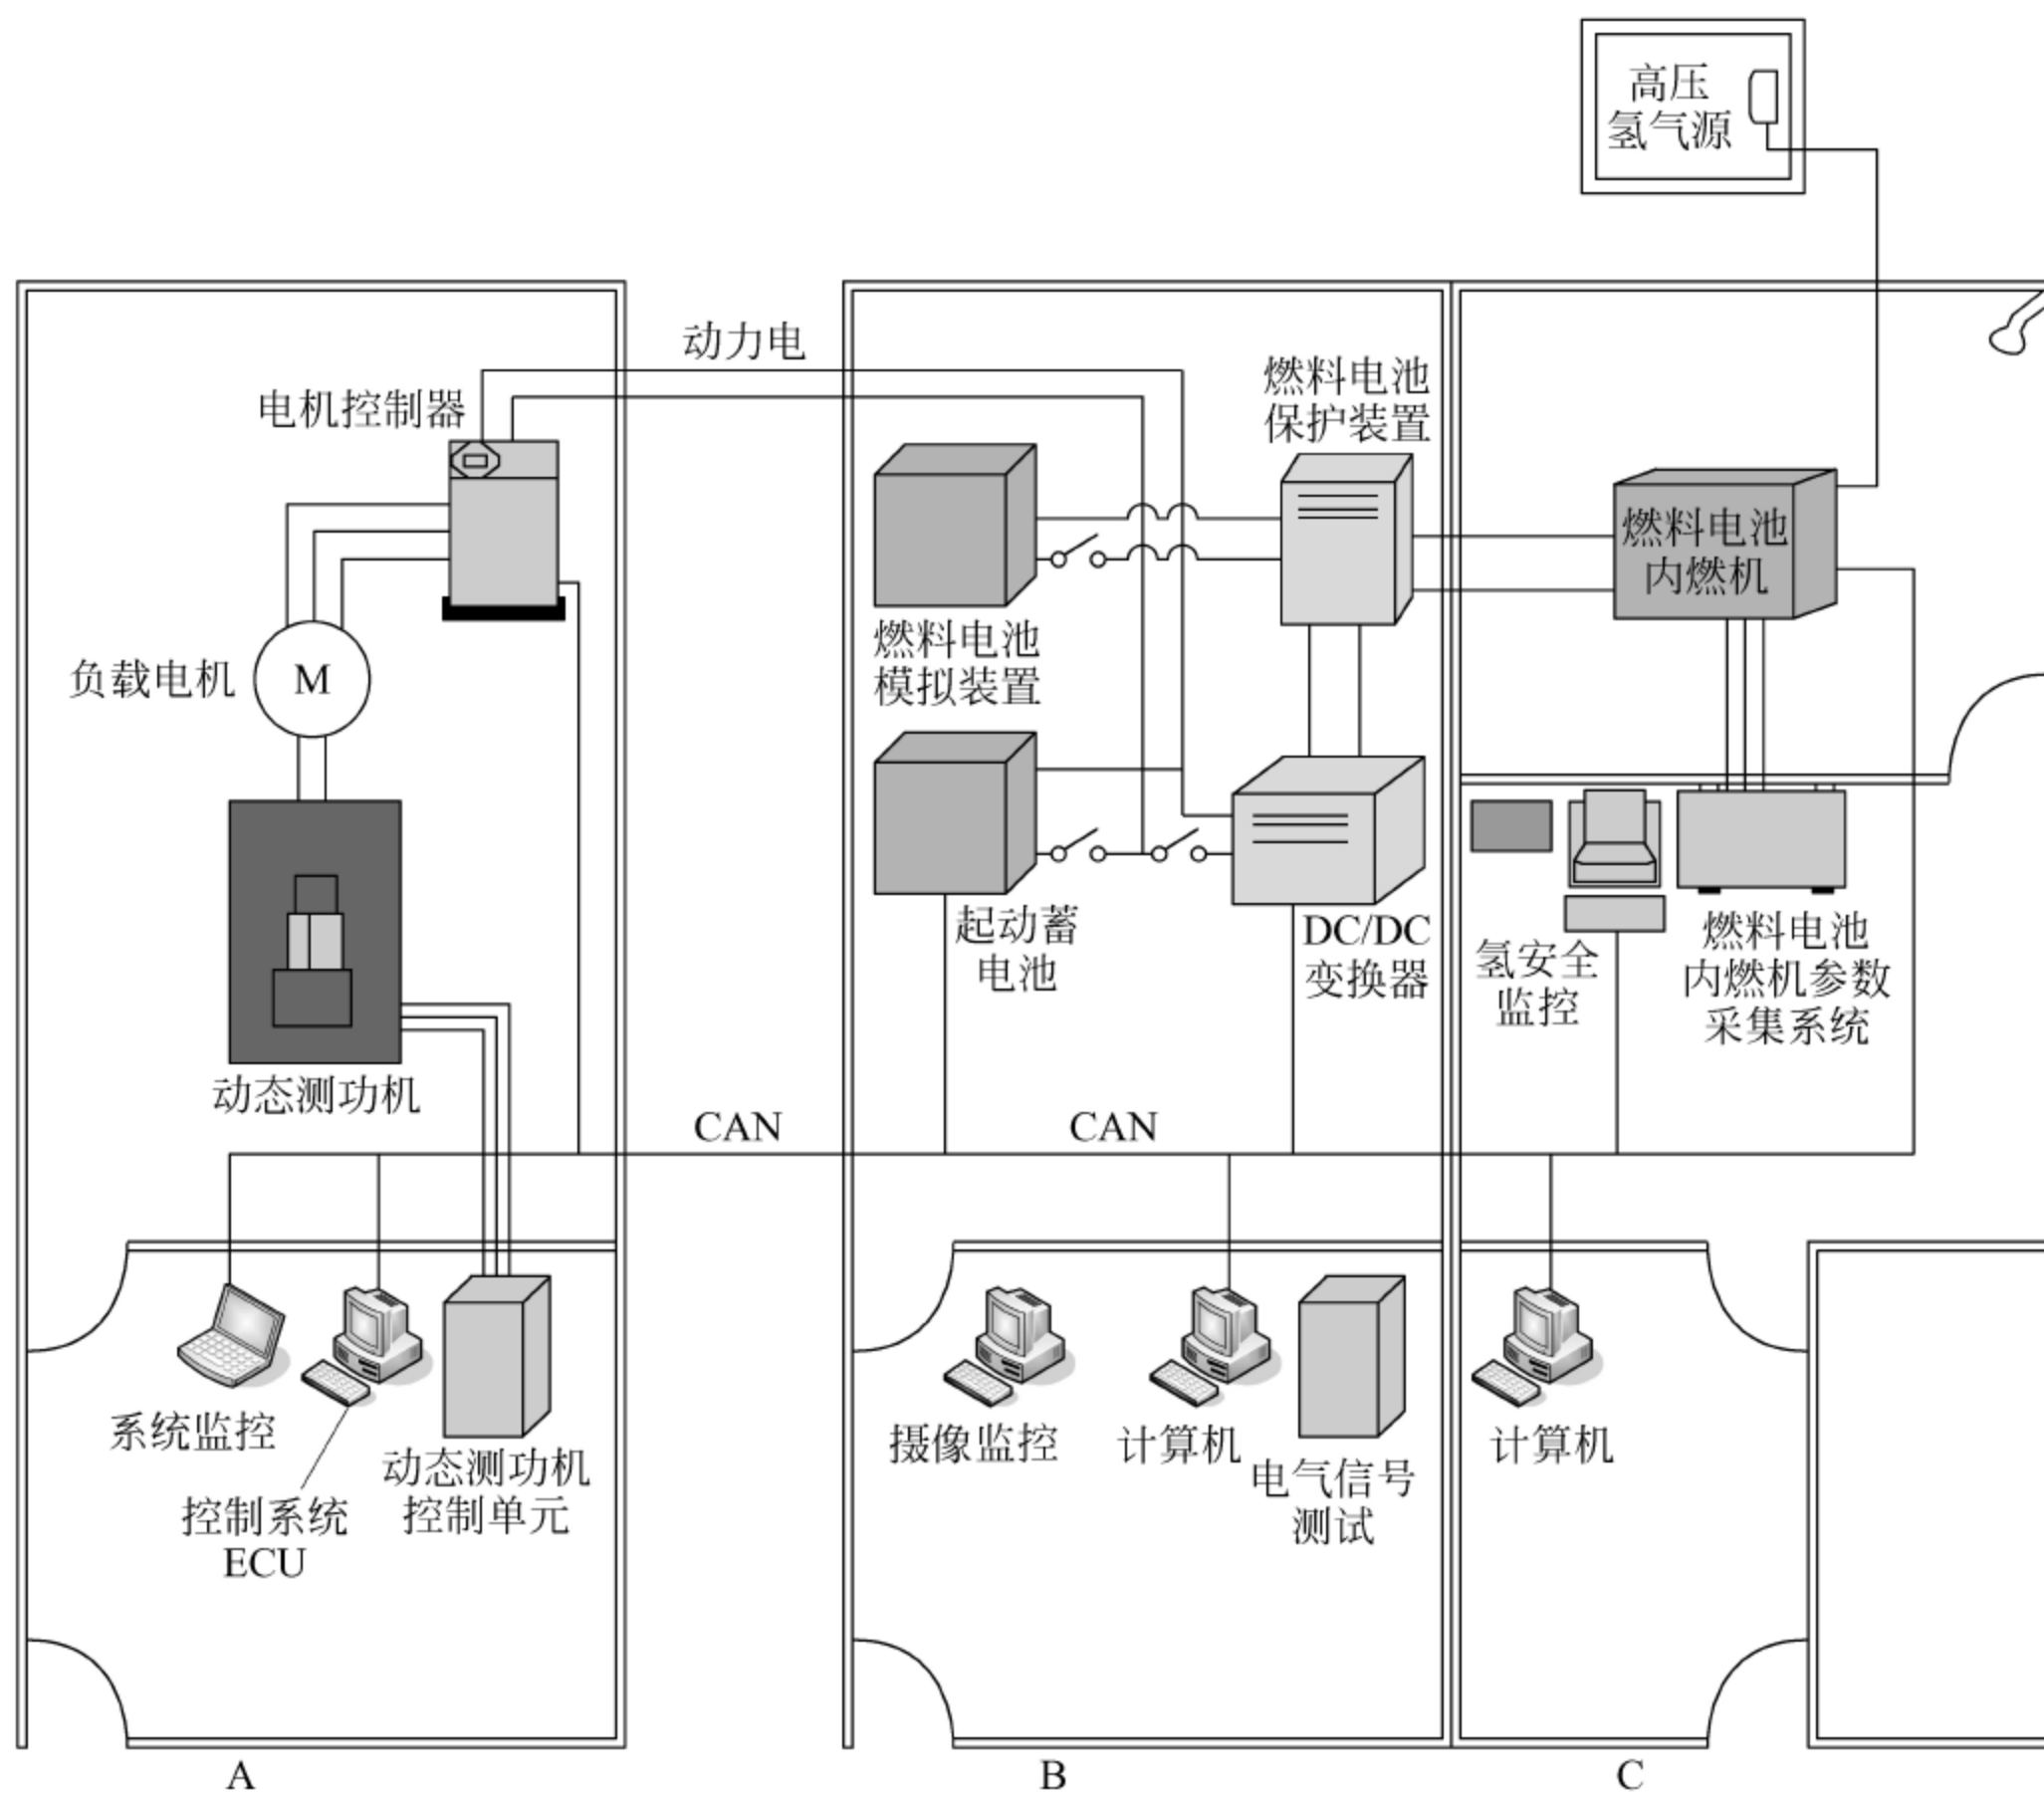 高压
氢气源
动力电
电机控制器
燃料电池
保护装置
燃料电池
内燃机
负载电机
M
燃料电池
模拟装置
起动蓄
电池
DC/DC
变换器
氢安全
监控
燃料电池
内燃机参数
采集系统
动态测功机
CAN
CAN
系统监控
控制系统
ECU
动态测功机
控制单元
摄像监控
计算机
电气信号
测试
计算机
A
B
C